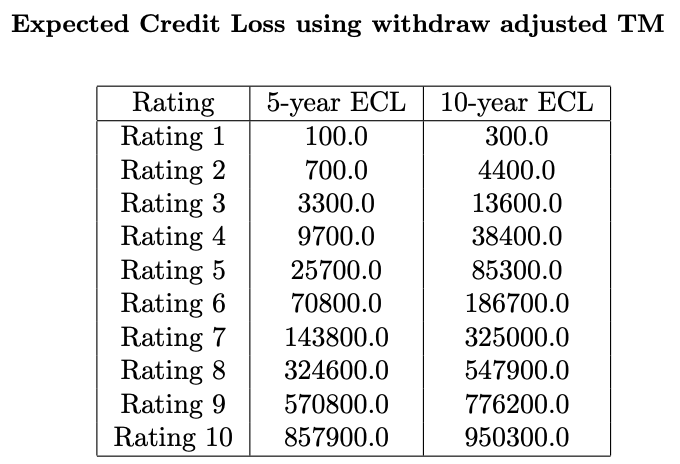 Expected Credit Loss using withdraw adjusted TM
Rating 5-year ECL 10-year ECL
Rating 1 100.0 300.0
Rating 2 700.0 4400.0
Rating 3 3300.0 13600.0
Rating 4 9700.0 38400.0
Rating 5 25700.0 85300.0
Rating 6 70800.0 186700.0
Rating 7 143800.0 325000.0
Rating 8 324600.0 547900.0
Rating 9 570800.0 776200.0
Rating 10 857900.0 950300.0